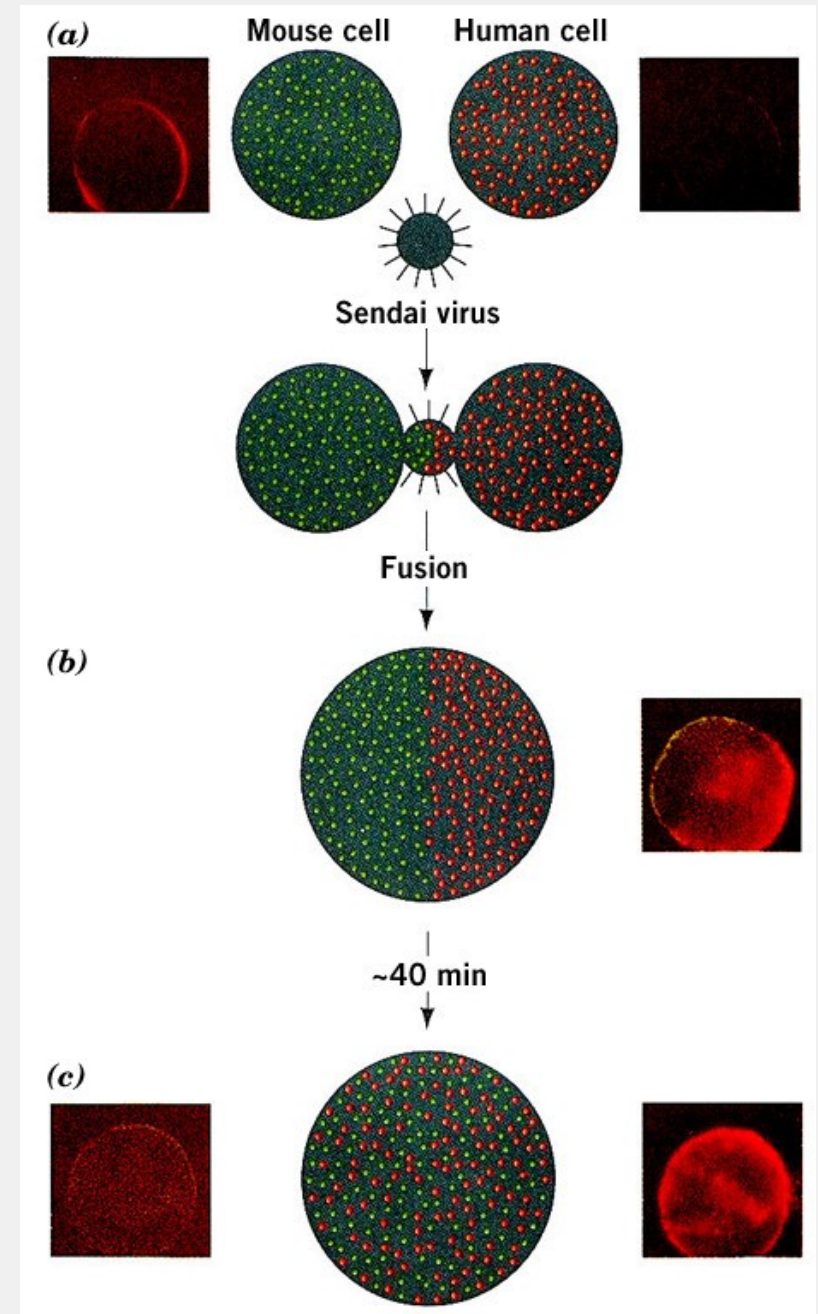 (a)
Mouse cell
Human cell
Sendai virus
Fusion
(b)
~40 min
(c)